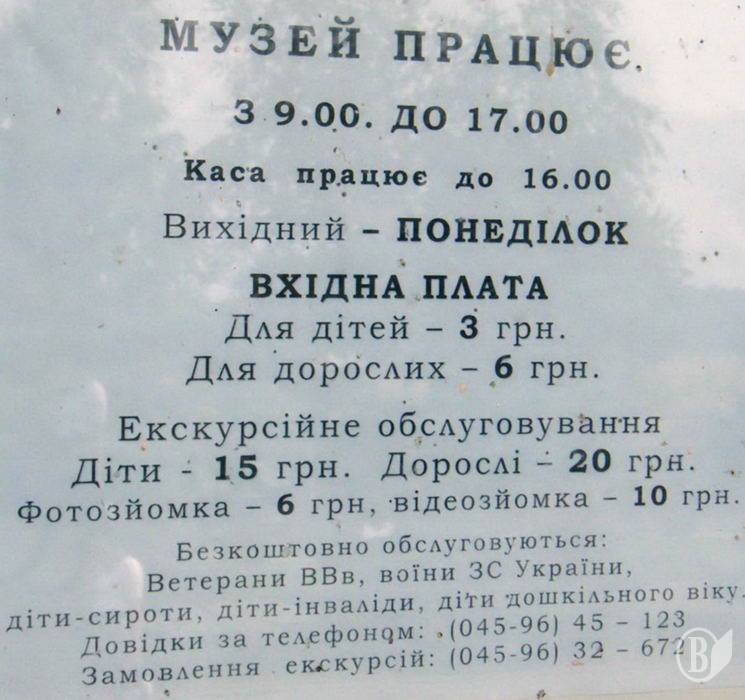 МУЗЕЙ ПРАЦЮЄ
З 9.00. ДО 17.00
Каса працює до 16.00
Вихідний – ПОНЕДІЛОК
ВХІДНА ПЛАТА
Для дітей – 3 грн.
Для дорослих – 6 грн.
Екскурсійне обслуговування
Діти - 15 грн. Дорослі – 20 грн.
Фотозйомка – 6 грн, відеозйомка – 10 грн.
Безкоштовно обслуговуються:
Ветерани ВВв, воїни ЗС України,
діти-сироти, діти-інваліди, діти дошкільного віку.
Довідки за телефоном: (045-96) 45 – 123
Замовлення екскурсій: (045-96) 32 – 672
В